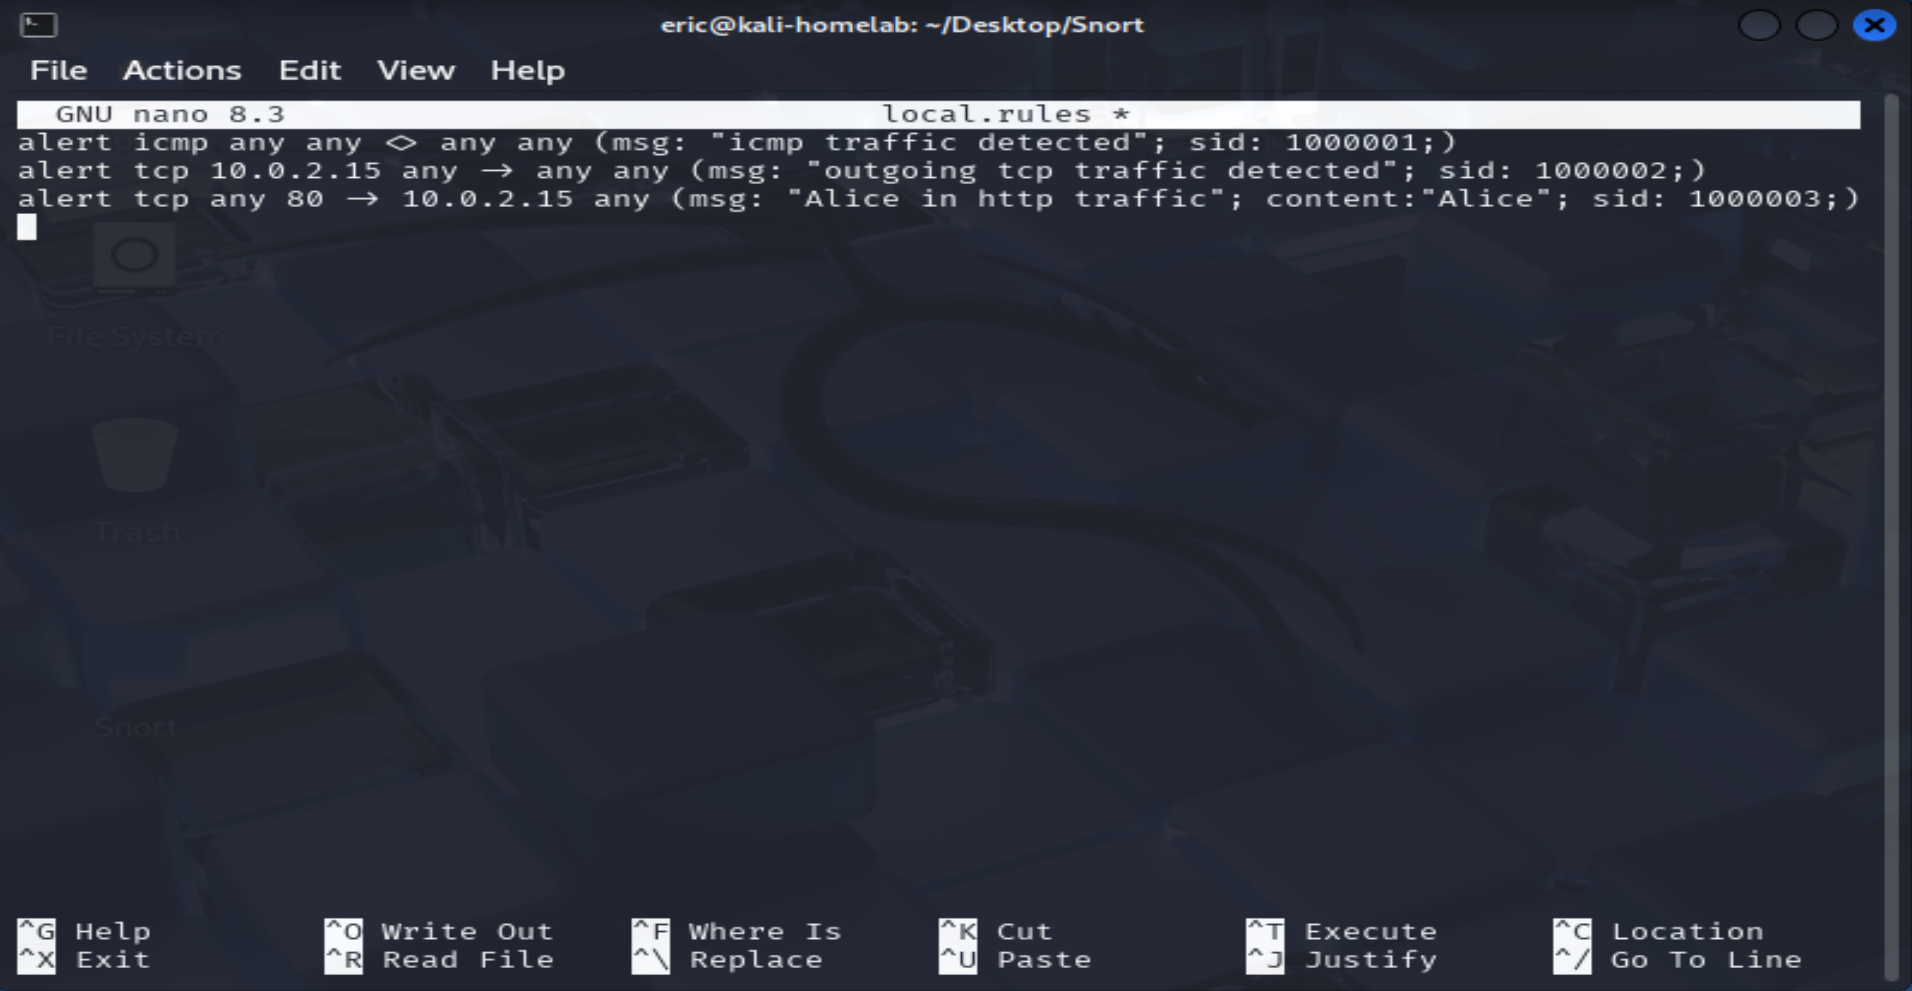 eric@kali-homelab: ~/Desktop/Snort
File Actions Edit View Help
GNU nano 8.3 local.rules *
alert icmp any any <> any any (msg: "icmp traffic detected"; sid: 1000001;)
alert tcp 10.0.2.15 any -> any any (msg: "outgoing tcp traffic detected"; sid: 1000002;)
alert tcp any 80 -> 10.0.2.15 any (msg: "Alice in http traffic"; content:"Alice"; sid: 1000003;)
File System
Trash
Snort
^G Help ^O Write Out ^F Where Is ^K Cut ^T Execute ^C Location
^X Exit ^R Read File ^\ Replace ^U Paste ^J Justify ^/ Go To Line